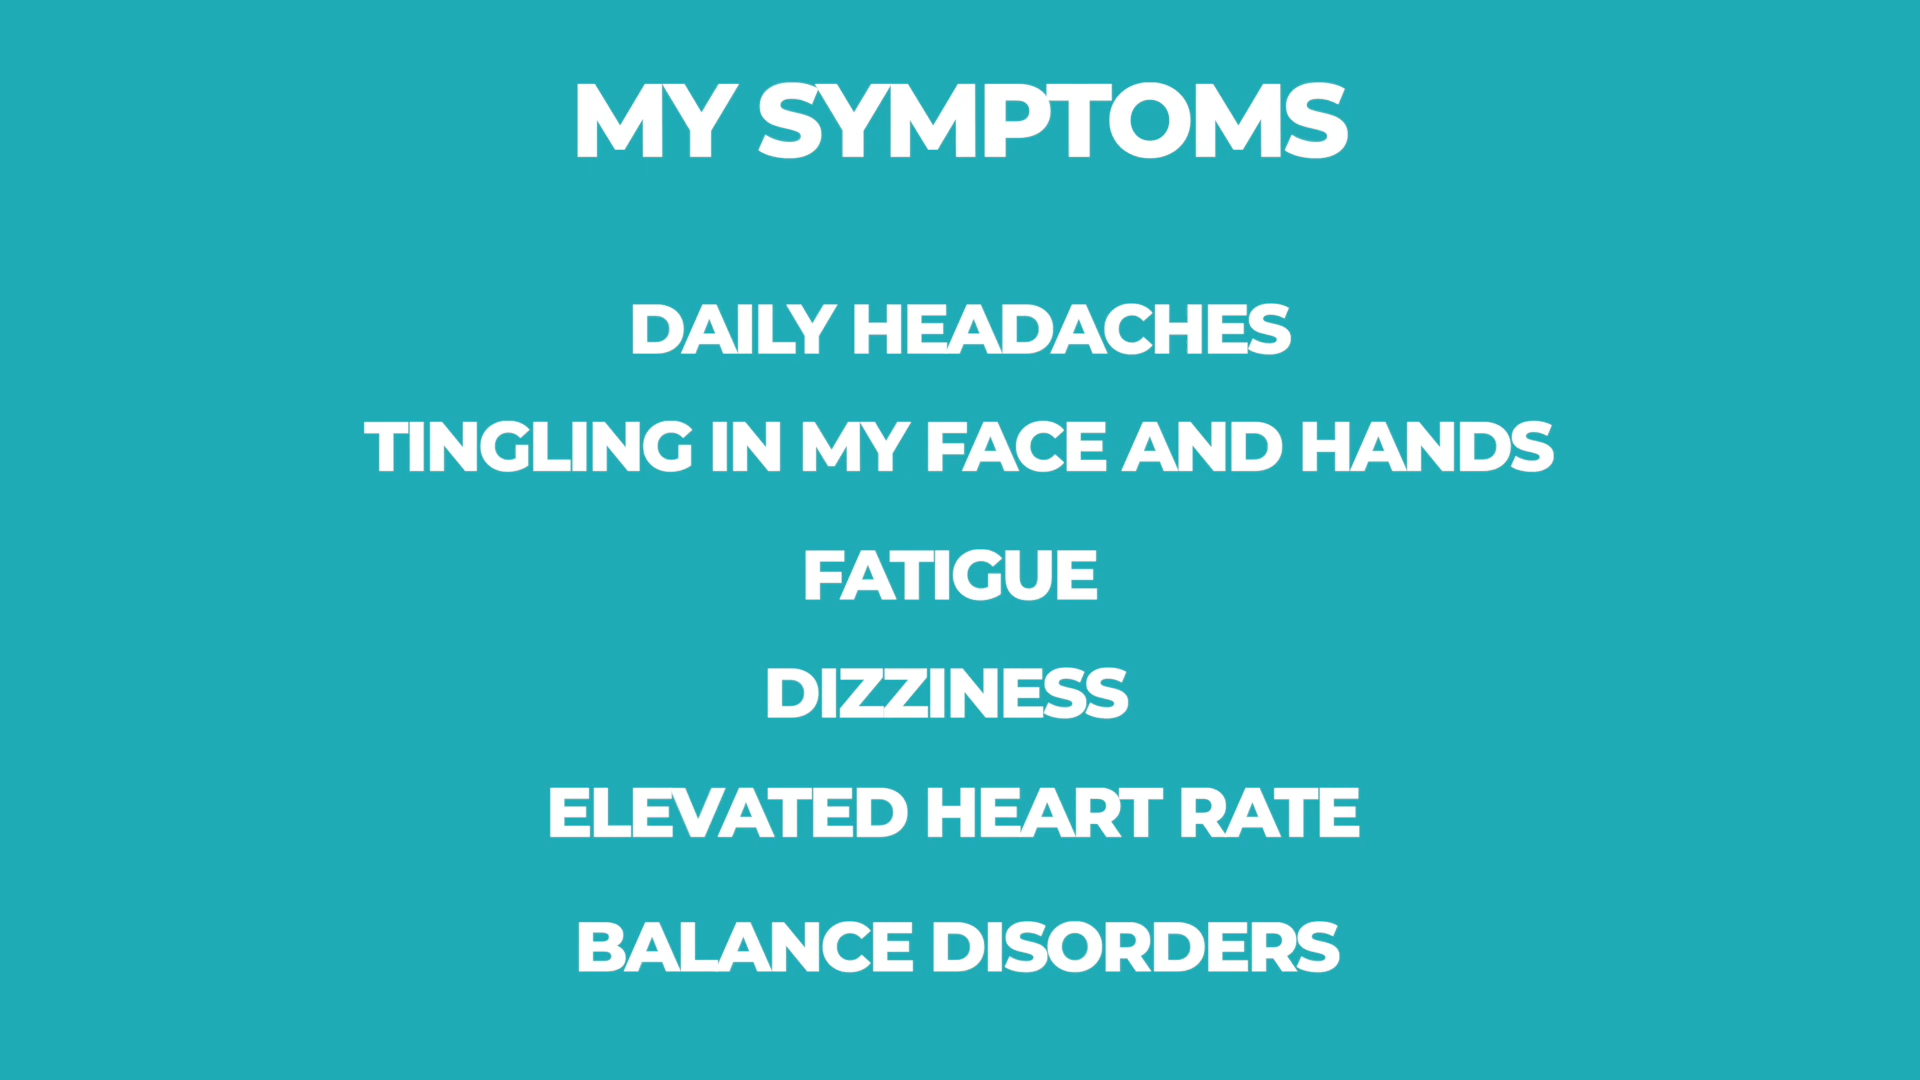 MY SYMPTOMS
DAILY HEADACHES
TINGLING IN MY FACE AND HANDS
FATIGUE
DIZZINESS
ELEVATED HEART RATE
BALANCE DISORDERS